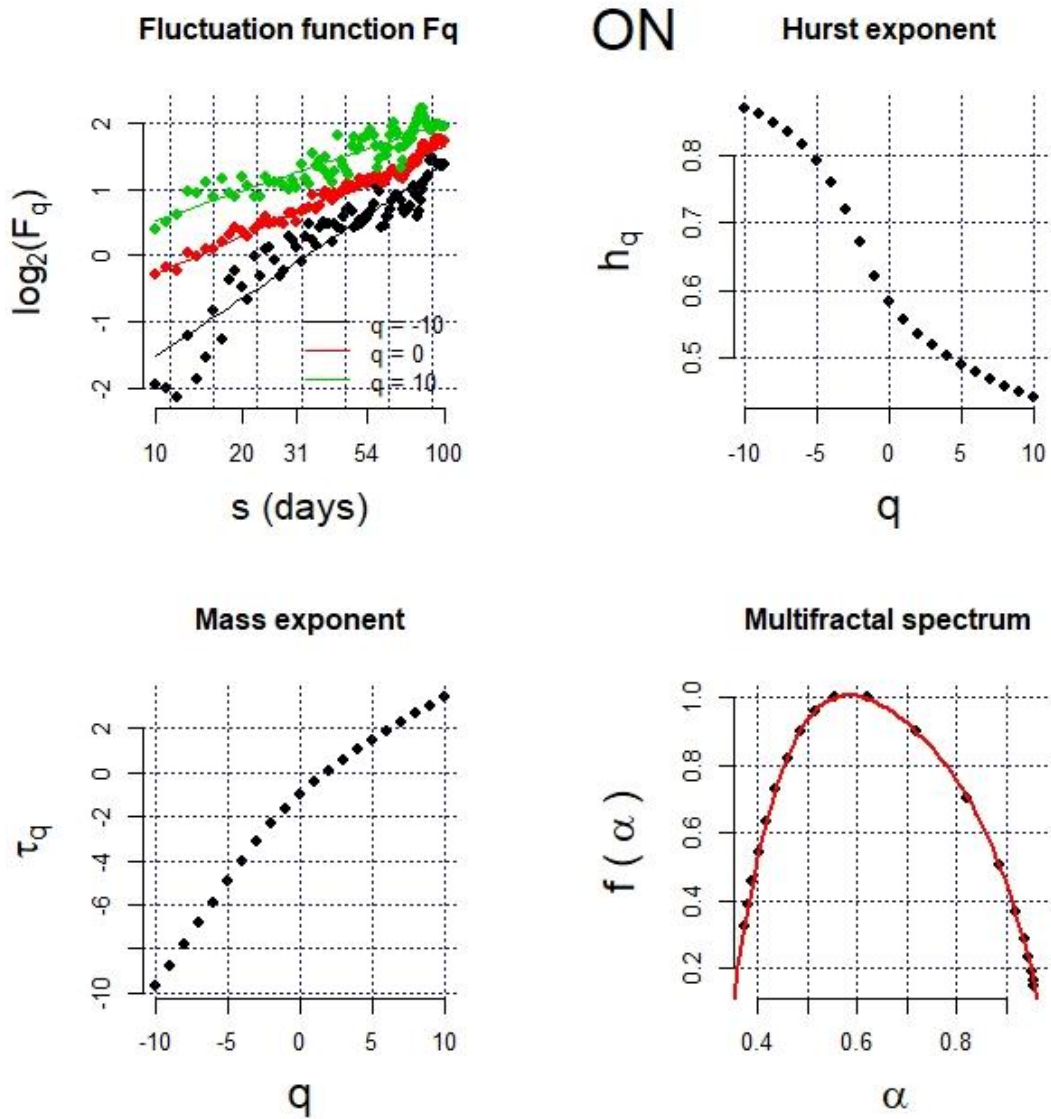 ON
Fluctuation function Fq
log₂(F_q)
2
1
0
-1
-2
q = -10
q = 0
q = 10
10 20 31 54 100
s (days)
Hurst exponent
h_q
0.8
0.7
0.6
0.5
-10 -5 0 5 10
q
Mass exponent
τ_q
2
0
-2
-4
-6
-10
-10 -5 0 5 10
q
Multifractal spectrum
f ( α )
1.0
0.8
0.6
0.4
0.2
0.4 0.6 0.8
α